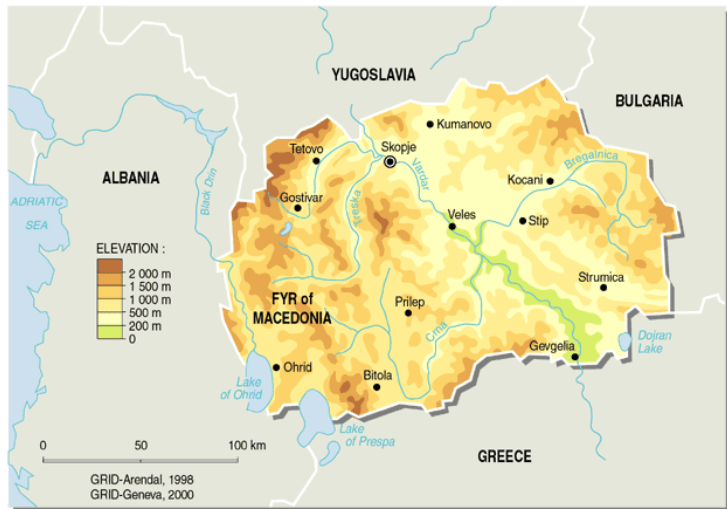 YUGOSLAVIA
BULGARIA
Kumanovo
Tetovo
Skopje
Vardar
Bregalnica
ALBANIA
Kocani
Black Drin
Treska
ADRIATIC
SEA
Gostivar
Veles
Stip
ELEVATION :
2 000 m
1 500 m
1 000 m
500 m
200 m
0
Strumica
FYR of
MACEDONIA
Prilep
Crna
Dojran
Lake
Gevgelia
Ohrid
Bitola
Lake
of Ohrid
Lake
of Prespa
0 50 100 km
GREECE
GRID-Arendal, 1998
GRID-Geneva, 2000